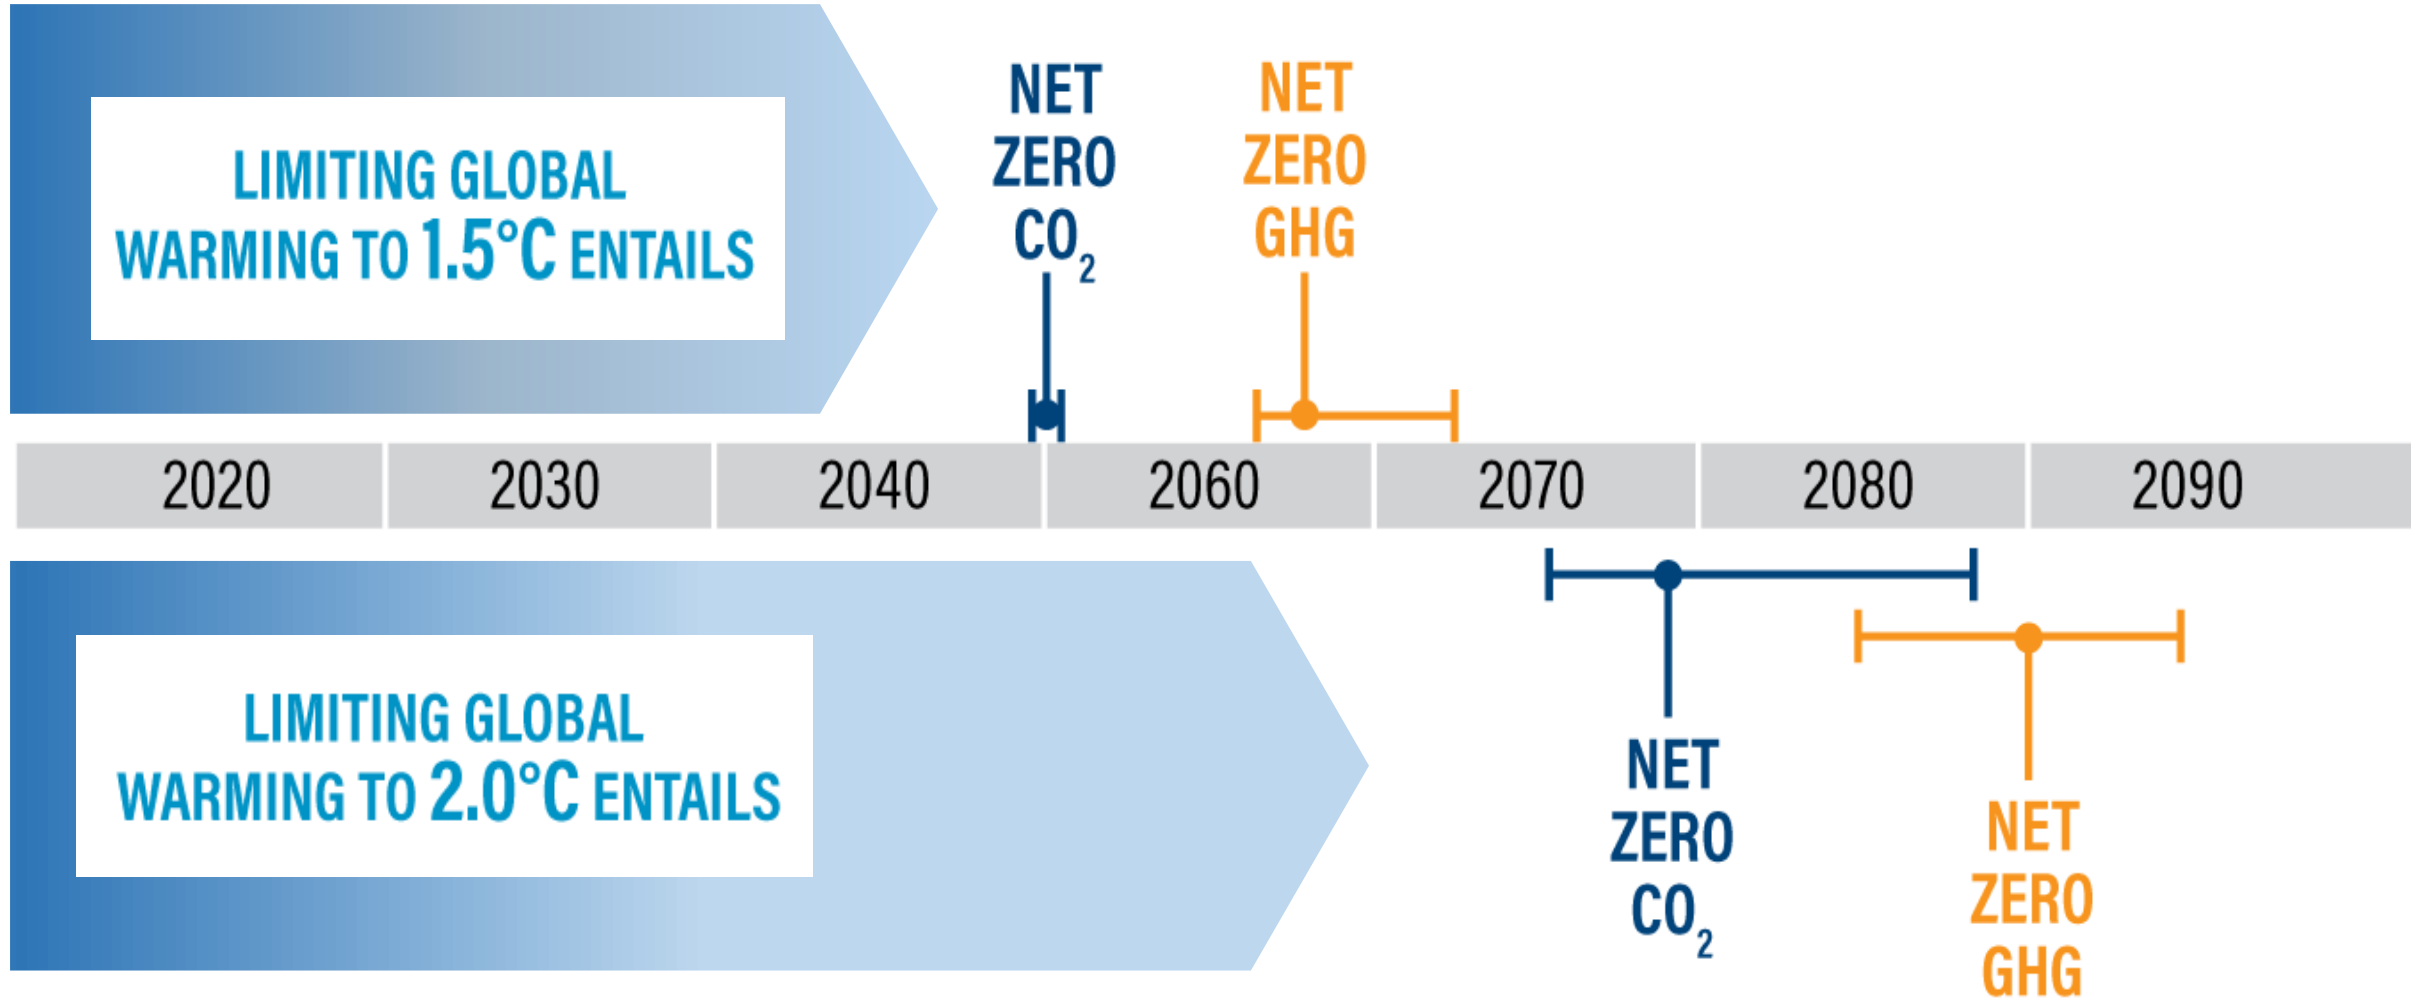 LIMITING GLOBAL
WARMING TO 1.5°C ENTAILS
NET
ZERO
CO₂
NET
ZERO
GHG
2020 2030 2040 2060 2070 2080 2090
LIMITING GLOBAL
WARMING TO 2.0°C ENTAILS
NET
ZERO
CO₂
NET
ZERO
GHG